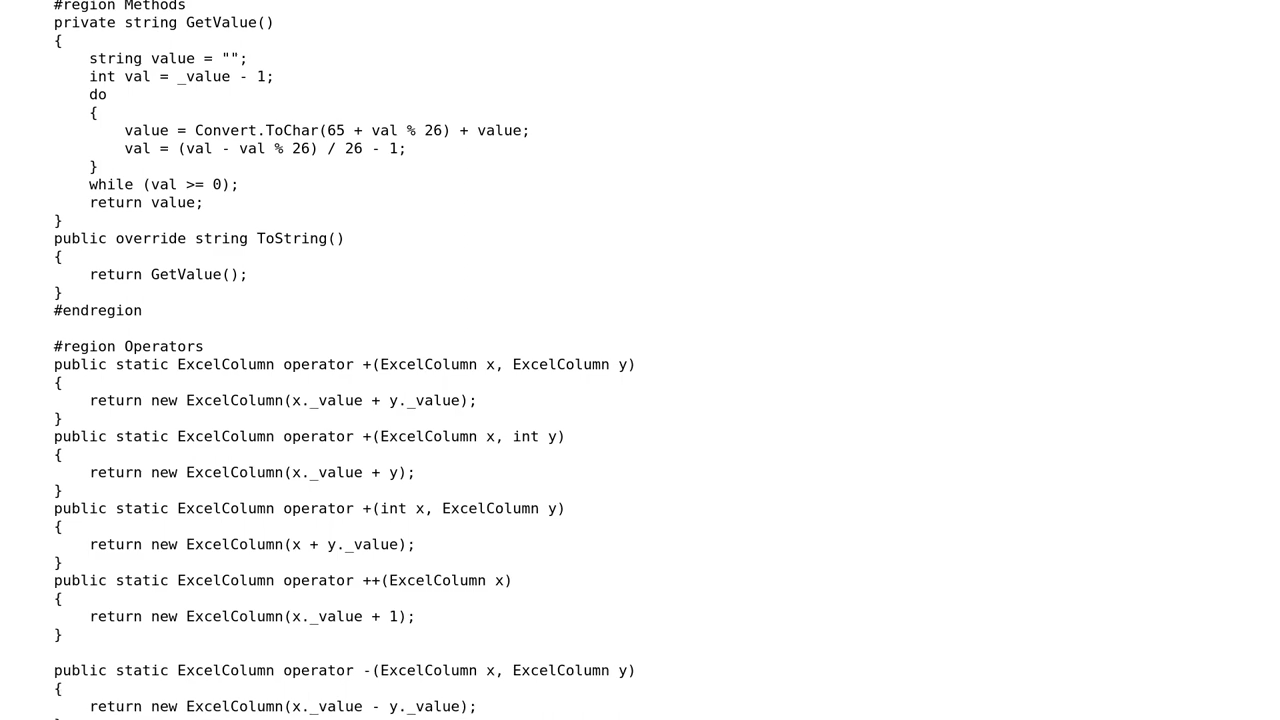 #region Methods
private string GetValue()
{
    string value = "";
    int val = _value - 1;
    do
    {
        value = Convert.ToChar(65 + val % 26) + value;
        val = (val - val % 26) / 26 - 1;
    }
    while (val >= 0);
    return value;
}
public override string ToString()
{
    return GetValue();
}
#endregion

#region Operators
public static ExcelColumn operator +(ExcelColumn x, ExcelColumn y)
{
    return new ExcelColumn(x._value + y._value);
}
public static ExcelColumn operator +(ExcelColumn x, int y)
{
    return new ExcelColumn(x._value + y);
}
public static ExcelColumn operator +(int x, ExcelColumn y)
{
    return new ExcelColumn(x + y._value);
}
public static ExcelColumn operator ++(ExcelColumn x)
{
    return new ExcelColumn(x._value + 1);
}

public static ExcelColumn operator -(ExcelColumn x, ExcelColumn y)
{
    return new ExcelColumn(x._value - y._value);